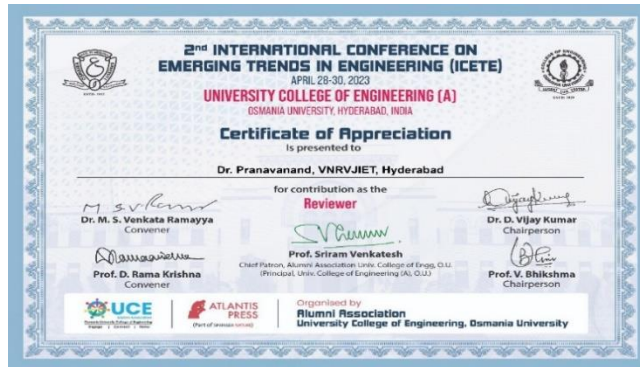 2nd INTERNATIONAL CONFERENCE ON
EMERGING TRENDS IN ENGINEERING (ICETE)
APRIL 28-30, 2023
UNIVERSITY COLLEGE OF ENGINEERING (A)
OSMANIA UNIVERSITY, HYDERABAD, INDIA
Certificate of Appreciation
Is presented to
Dr. Pranavanand, VNRVJIET, Hyderabad
for contribution as the
Reviewer
Dr. M. S. Venkata Ramayya
Convener
Dr. D. Vijay Kumar
Chairperson
Prof. D. Rama Krishna
Convener
Prof. Sriram Venkatesh
Chief Patron, Alumni Association Univ. College of Engg, O.U.
(Principal, Univ. College of Engineering (A), O.U.)
Prof. V. Bhikshma
Chairperson
UCE
ATLANTIS
PRESS
Organised by
Alumni Association
University College of Engineering, Osmania University